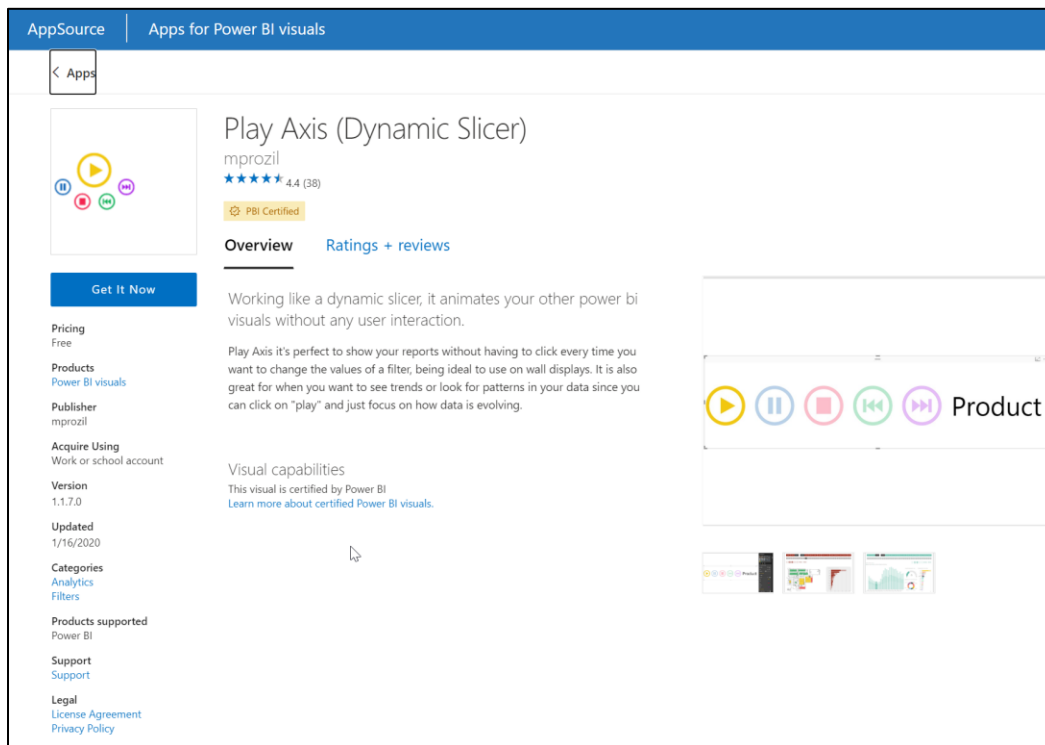 AppSource
Apps for Power BI visuals
Apps
Play Axis (Dynamic Slicer)
mprozil
4.4 (38)
PBI Certified
Overview
Ratings + reviews
Get It Now
Pricing
Free
Products
Power BI visuals
Publisher
mprozil
Acquire Using
Work or school account
Version
1.1.7.0
Updated
1/16/2020
Categories
Analytics
Filters
Products supported
Power BI
Support
Support
Legal
License Agreement
Privacy Policy
Working like a dynamic slicer, it animates your other power bi
visuals without any user interaction.
Play Axis it's perfect to show your reports without having to click every time you
want to change the values of a filter, being ideal to use on wall displays. It is also
great for when you want to see trends or look for patterns in your data since you
can click on "play" and just focus on how data is evolving.
Visual capabilities
This visual is certified by Power BI
Learn more about certified Power BI visuals.
Product
Product